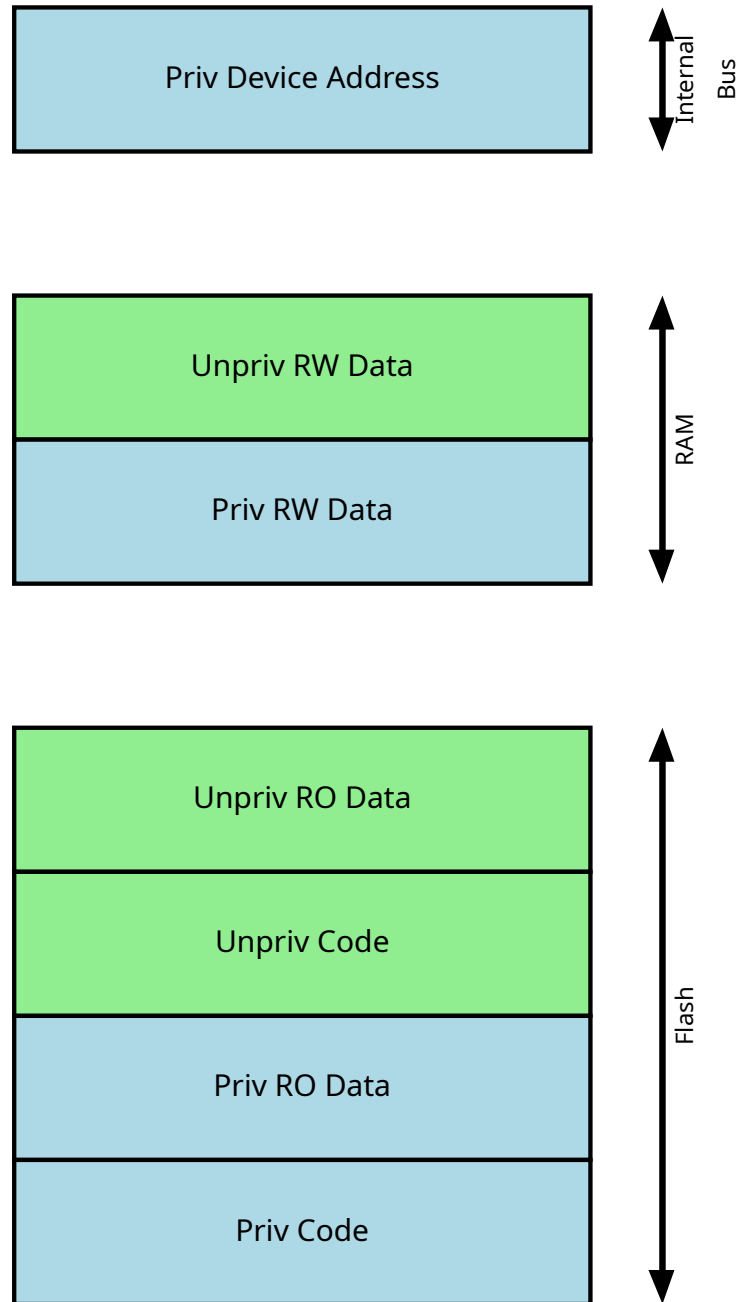 Priv Device Address
Internal
Bus
Unpriv RW Data
Priv RW Data
RAM
Unpriv RO Data
Unpriv Code
Priv RO Data
Priv Code
Flash